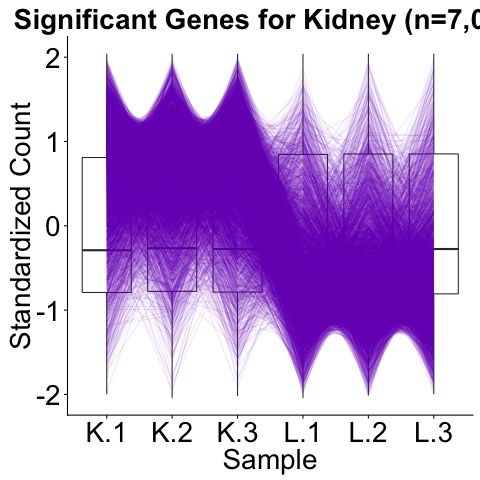 Significant Genes for Kidney (n=7,0
Standardized Count
2
1
0
-1
-2
K.1 K.2 K.3 L.1 L.2 L.3
Sample